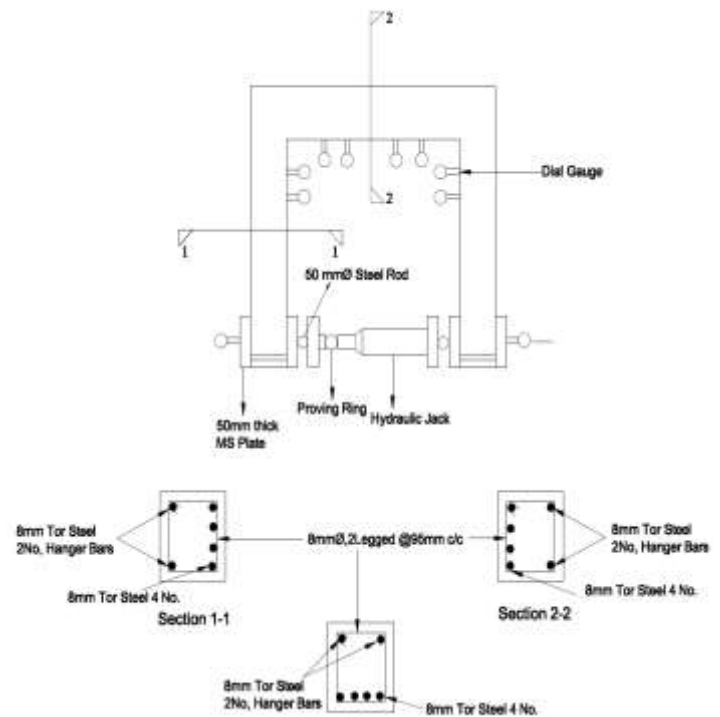 2
Dial Gauge
2
1
1
50 mmØ Steel Rod
Proving Ring
Hydraulic Jack
50mm thick
MS Plate
8mm Tor Steel
2No, Hanger Bars
8mmØ,2Legged @95mm c/c
8mm Tor Steel
2No, Hanger Bars
8mm Tor Steel 4 No.
Section 1-1
8mm Tor Steel 4 No.
Section 2-2
8mm Tor Steel
2No, Hanger Bars
8mm Tor Steel 4 No.